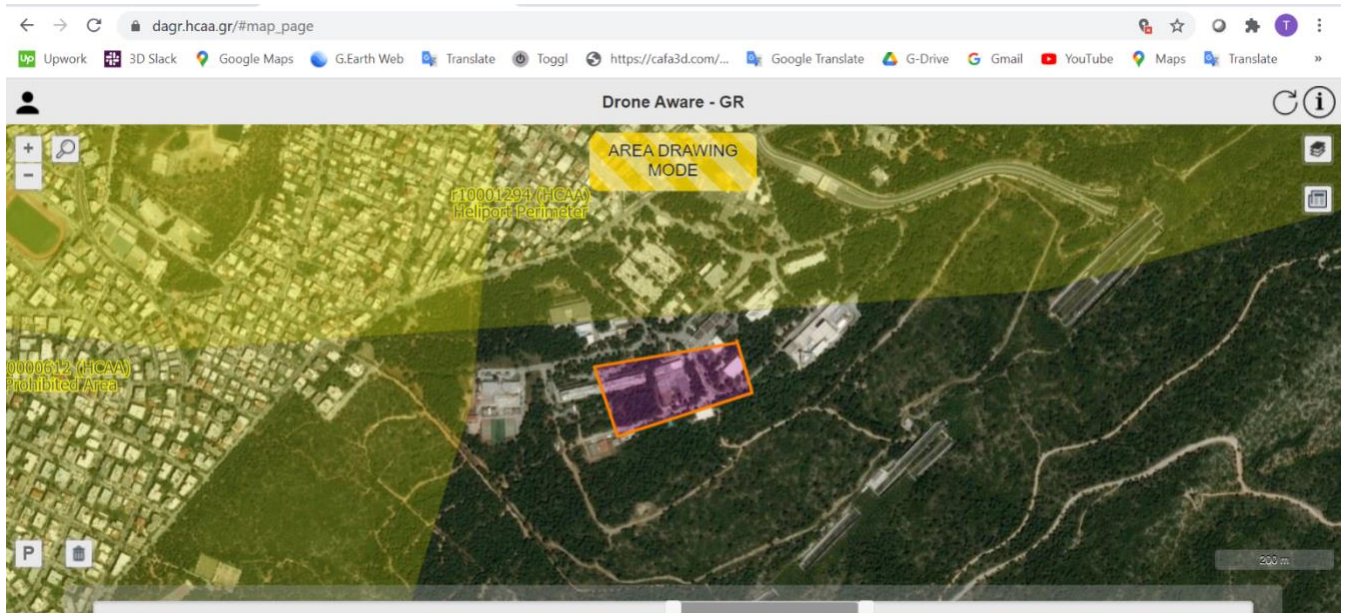 dagr.hcaa.gr/#map_page
T
Up Upwork 3D Slack Google Maps G.Earth Web Translate Toggl https://cafa3d.com/... Google Translate G-Drive G Gmail YouTube Maps Translate »
Drone Aware - GR
i
+
-
AREA DRAWING
MODE
r10001294 (HCAA)
Heliport Perimeter
0000612 (HCAA)
Prohibited Area
P
200 m